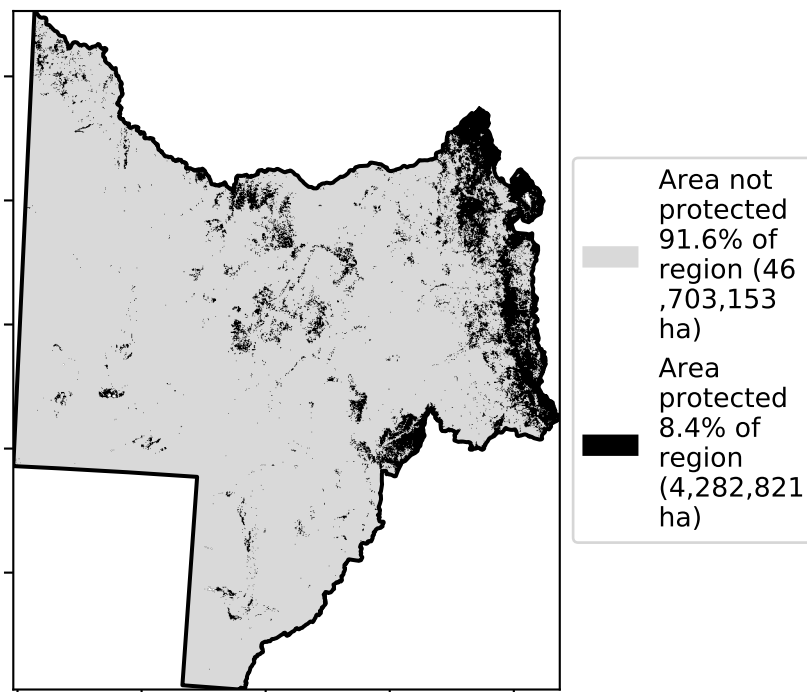 Area not
protected
91.6% of
region (46
,703,153
ha)
Area
protected
8.4% of
region
(4,282,821
ha)